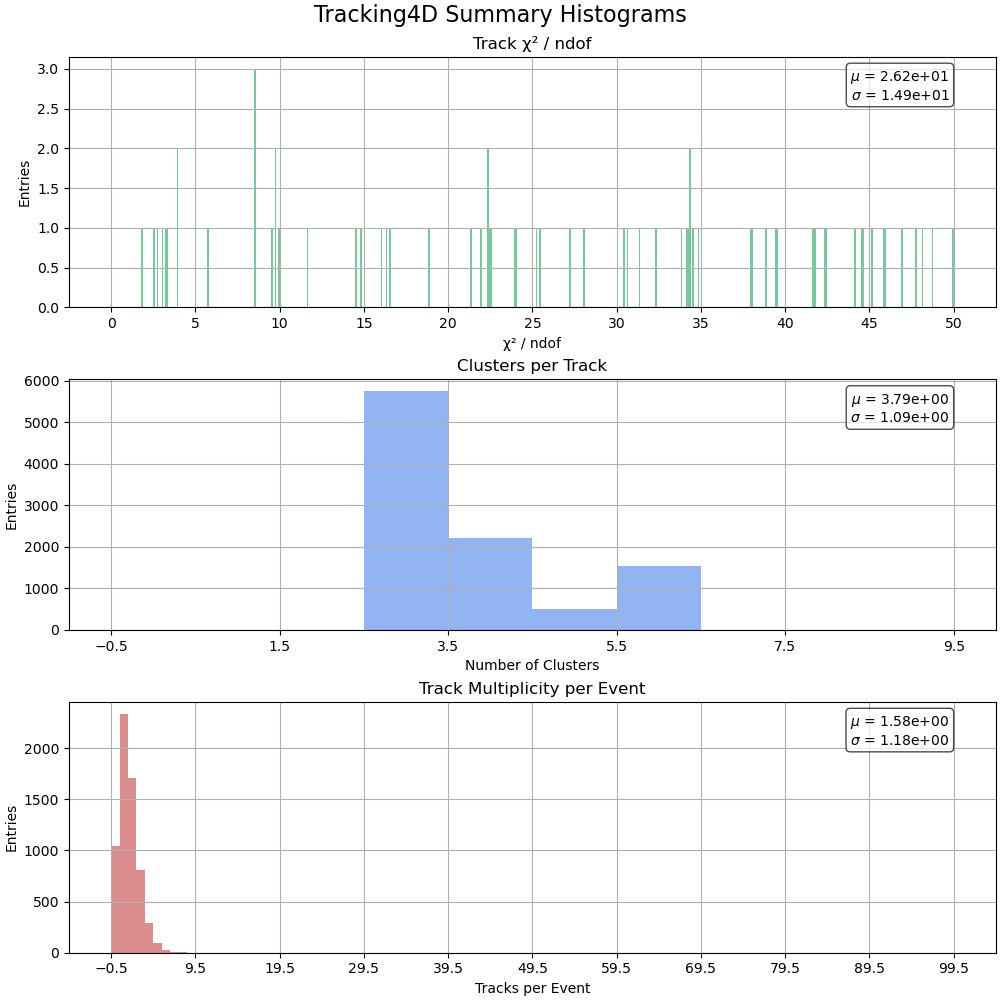 Tracking4D Summary Histograms
Track χ² / ndof
μ = 2.62e+01
σ = 1.49e+01
Entries
3.0
2.5
2.0
1.5
1.0
0.5
0.0
0 5 10 15 20 25 30 35 40 45 50
χ² / ndof
Clusters per Track
μ = 3.79e+00
σ = 1.09e+00
Entries
6000
5000
4000
3000
2000
1000
0
−0.5 1.5 3.5 5.5 7.5 9.5
Number of Clusters
Track Multiplicity per Event
μ = 1.58e+00
σ = 1.18e+00
Entries
2000
1500
1000
500
0
−0.5 9.5 19.5 29.5 39.5 49.5 59.5 69.5 79.5 89.5 99.5
Tracks per Event